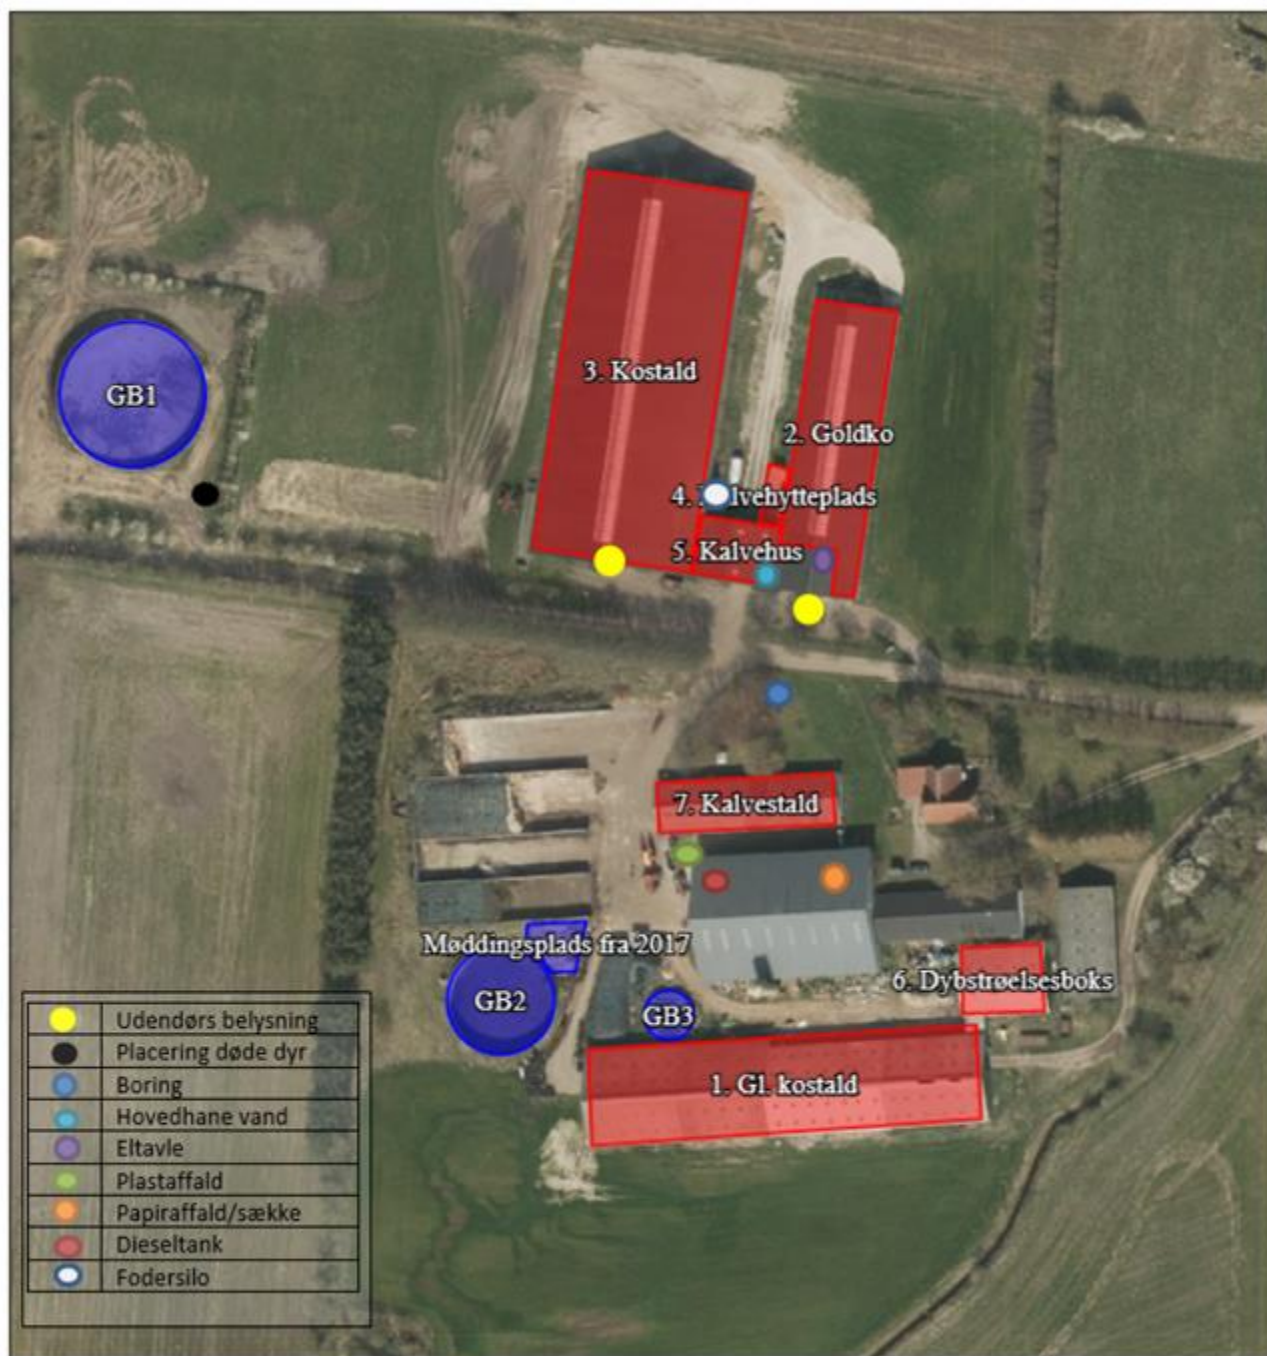 3. Kostald
GB1
2. Goldko
4. Kalvehytteplads
5. Kalvehus
7. Kalvestald
Møddingsplads fra 2017
6. Dybstrøelsesboks
GB2
GB3
1. Gl. kostald
Udendørs belysning
Placering døde dyr
Boring
Hovedhane vand
Eltavle
Plastaffald
Papiraffald/sække
Dieseltank
Fodersilo